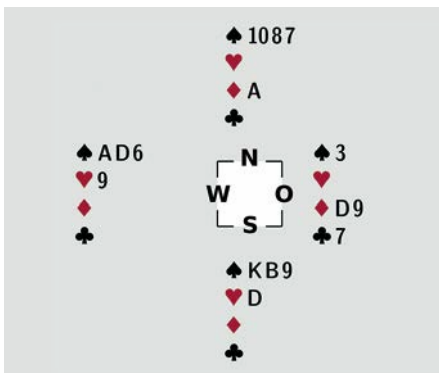 ♠ 1087
♥
♦ A
♣
♠ AD6
♥ 9
♦
♣
N
W O
S
♠ 3
♥
♦ D9
♣ 7
♠ KB9
♥ D
♦
♣